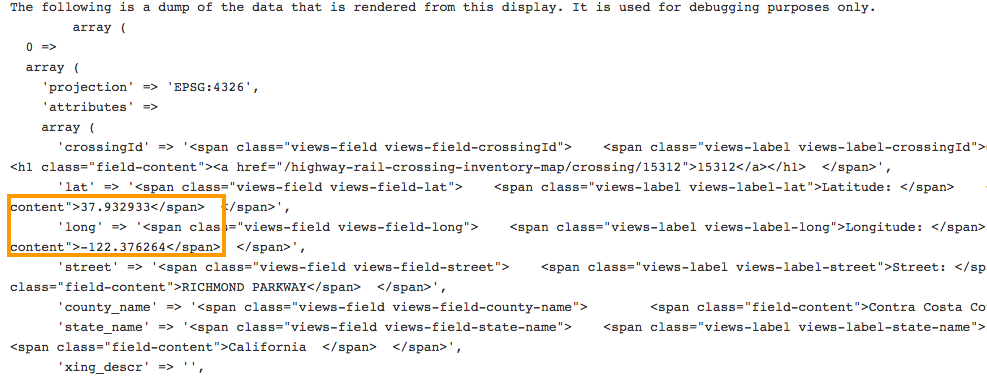 The following is a dump of the data that is rendered from this display. It is used for debugging purposes only.
array (
0 =>
array (
'projection' => 'EPSG:4326',
'attributes' =>
array (
'crossingId' => '<span class="views-field views-field-crossingId"> <span class="views-label views-label-crossingId">
<h1 class="field-content"><a href="/highway-rail-crossing-inventory-map/crossing/15312">15312</a></h1> </span>',
'lat' => '<span class="views-field views-field-lat"> <span class="views-label views-label-lat">Latitude: </span>
content">37.932933</span> </span>',
'long' => '<span class="views-field views-field-long"> <span class="views-label views-label-long">Longitude: </span>
content">-122.376264</span> </span>',
'street' => '<span class="views-field views-field-street"> <span class="views-label views-label-street">Street: </sp
class="field-content">RICHMOND PARKWAY</span> </span>',
'county_name' => '<span class="views-field views-field-county-name"> <span class="field-content">Contra Costa Co
'state_name' => '<span class="views-field views-field-state-name"> <span class="views-label views-label-state-name">
<span class="field-content">California </span> </span>',
'xing_descr' => '',